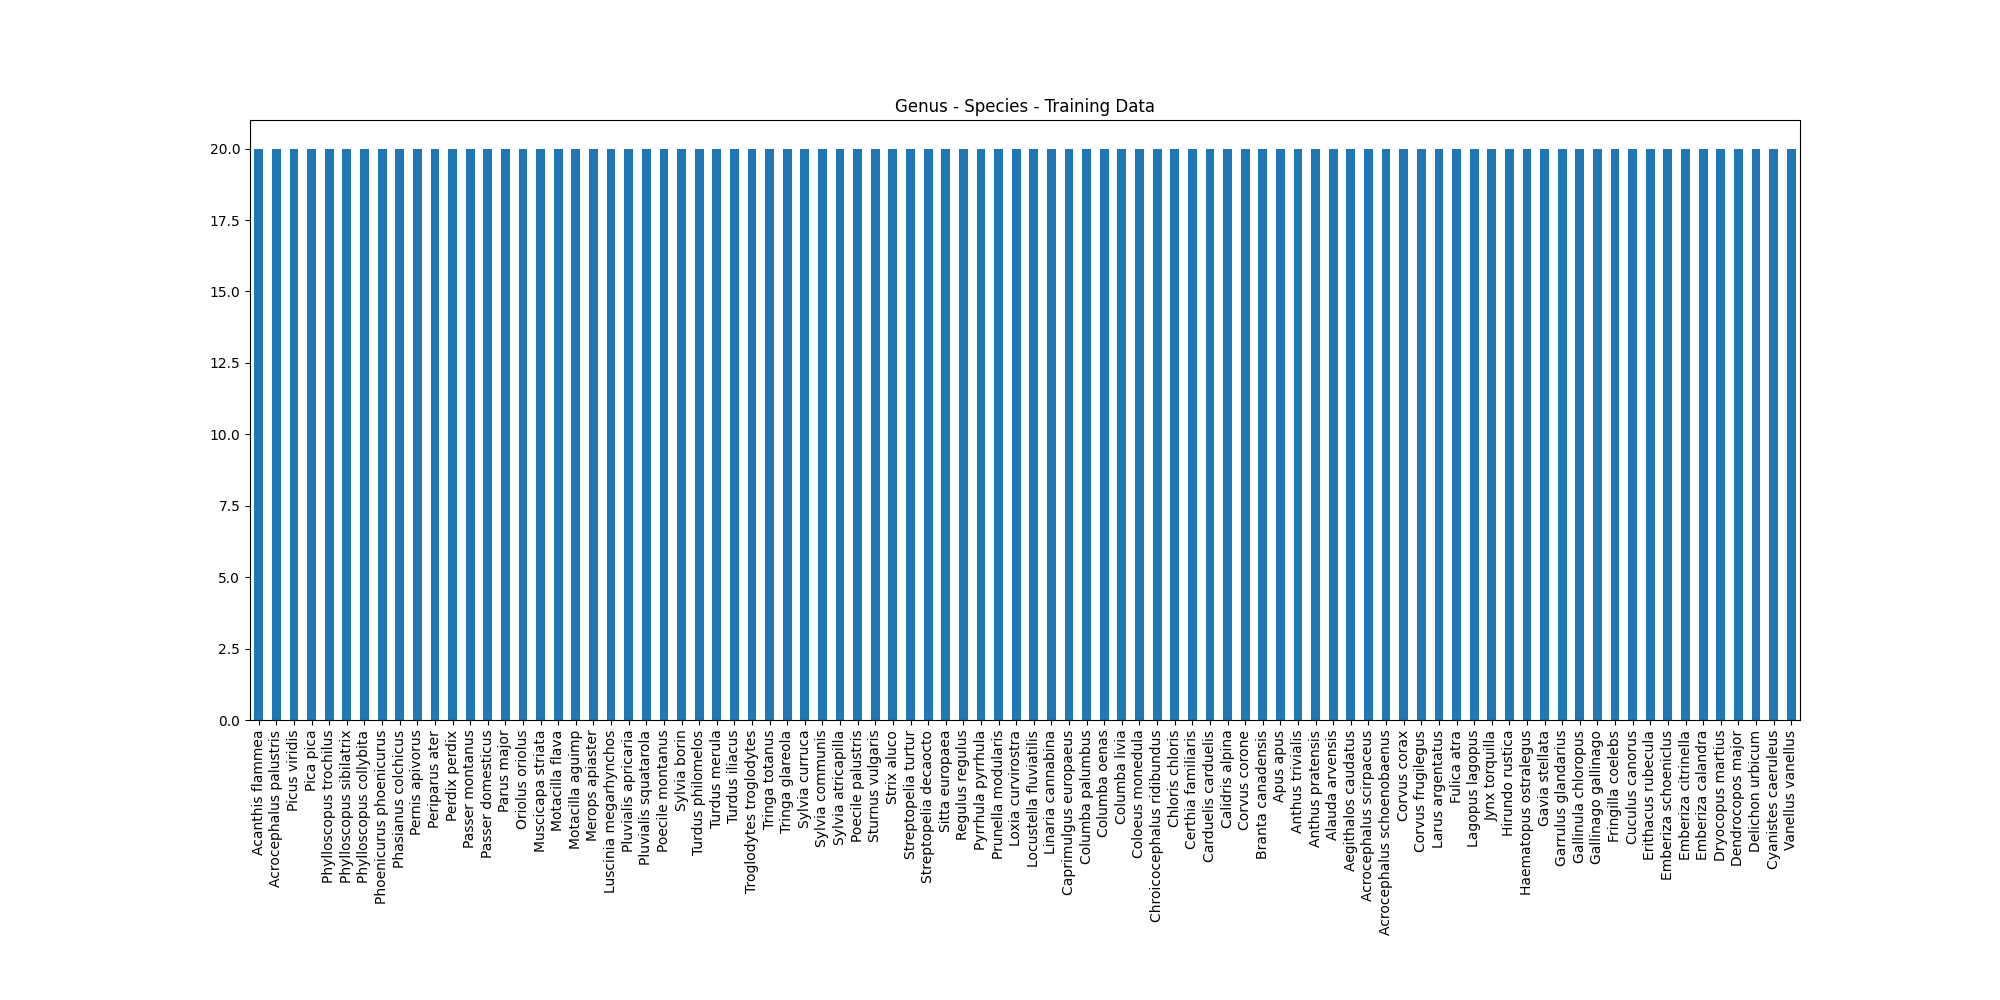 Genus - Species - Training Data
20.0
17.5
15.0
12.5
10.0
7.5
5.0
2.5
0.0
Acanthis flammea
Acrocephalus palustris
Picus viridis
Pica pica
Phylloscopus trochilus
Phylloscopus sibilatrix
Phylloscopus collybita
Phoenicurus phoenicurus
Phasianus colchicus
Pernis apivorus
Periparus ater
Perdix perdix
Passer montanus
Passer domesticus
Parus major
Oriolus oriolus
Muscicapa striata
Motacilla flava
Motacilla aguimp
Merops apiaster
Luscinia megarhynchos
Pluvialis apricaria
Pluvialis squatarola
Poecile montanus
Sylvia borin
Turdus philomelos
Turdus merula
Turdus iliacus
Troglodytes troglodytes
Tringa totanus
Tringa glareola
Sylvia curruca
Sylvia communis
Sylvia atricapilla
Poecile palustris
Sturnus vulgaris
Strix aluco
Streptopelia turtur
Streptopelia decaocto
Sitta europaea
Regulus regulus
Pyrrhula pyrrhula
Prunella modularis
Loxia curvirostra
Locustella fluviatilis
Linaria cannabina
Caprimulgus europaeus
Columba palumbus
Columba oenas
Columba livia
Coloeus monedula
Chroicocephalus ridibundus
Chloris chloris
Certhia familiaris
Carduelis carduelis
Calidris alpina
Corvus corone
Branta canadensis
Apus apus
Anthus trivialis
Anthus pratensis
Alauda arvensis
Aegithalos caudatus
Acrocephalus scirpaceus
Acrocephalus schoenobaenus
Corvus corax
Corvus frugilegus
Larus argentatus
Fulica atra
Lagopus lagopus
Jynx torquilla
Hirundo rustica
Haematopus ostralegus
Gavia stellata
Garrulus glandarius
Gallinula chloropus
Gallinago gallinago
Fringilla coelebs
Cuculus canorus
Erithacus rubecula
Emberiza schoeniclus
Emberiza citrinella
Emberiza calandra
Dryocopus martius
Dendrocopos major
Delichon urbicum
Cyanistes caeruleus
Vanellus vanellus